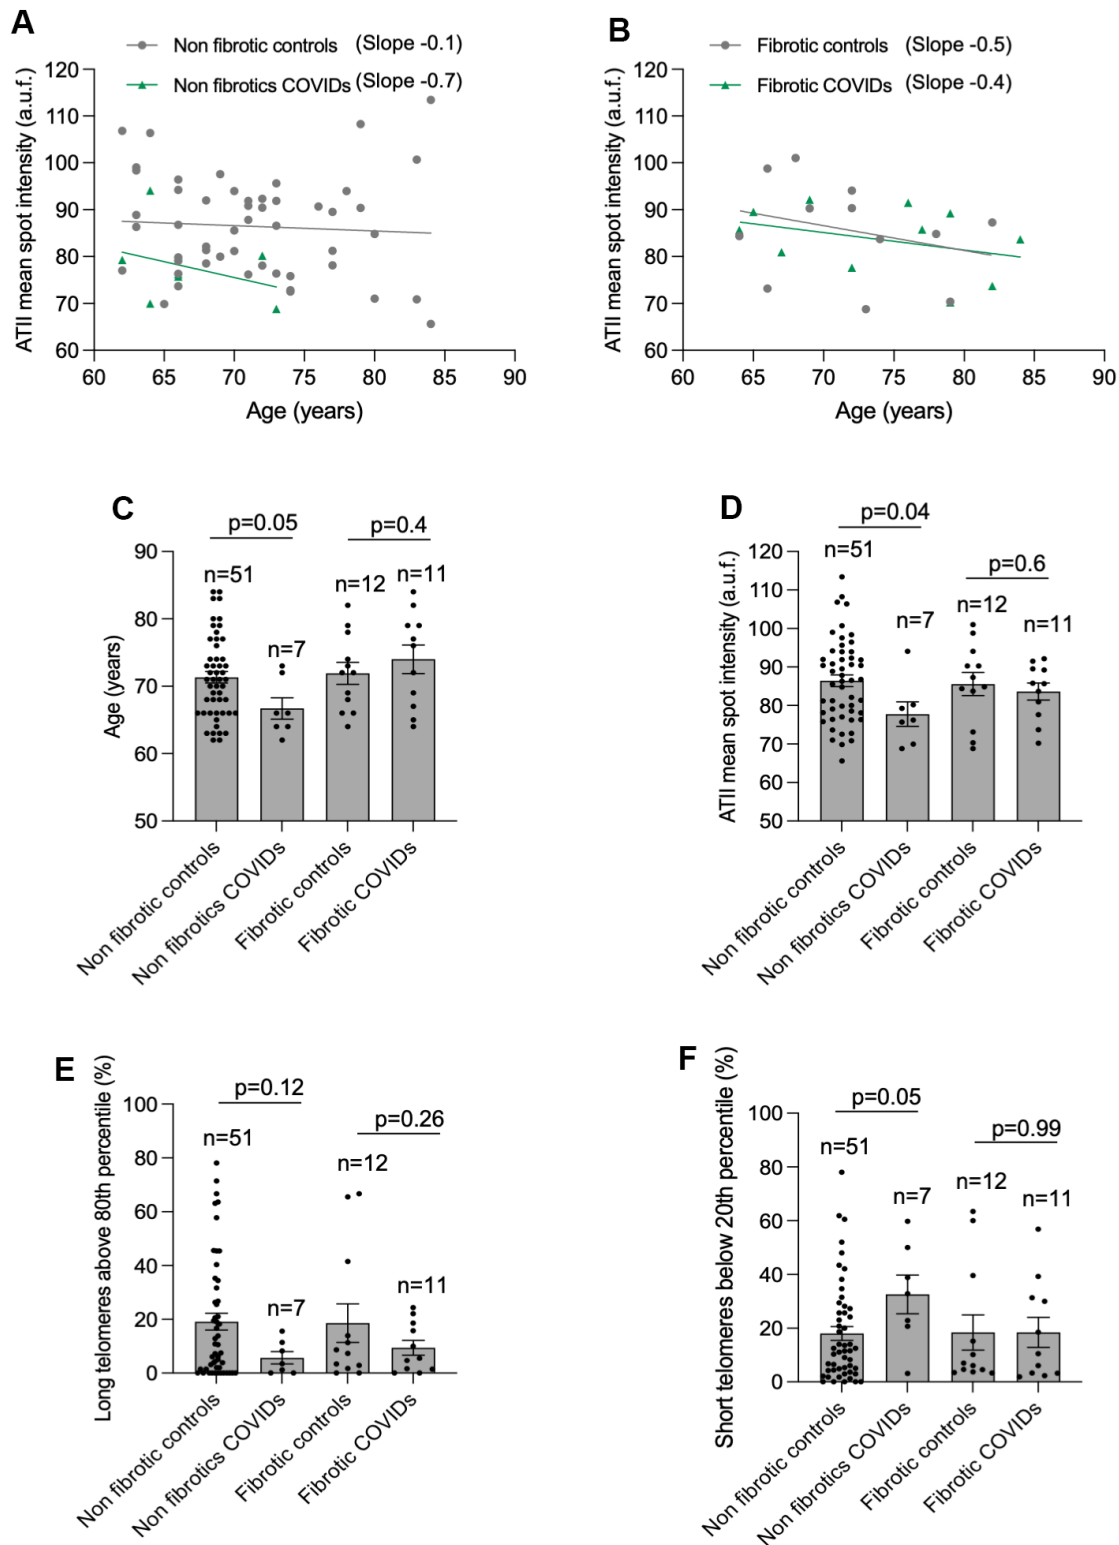 A
Non fibrotic controls (Slope -0.1)
Non fibrotics COVIDs (Slope -0.7)
ATII mean spot intensity (a.u.f.)
120
110
100
90
80
70
60
60 65 70 75 80 85 90
Age (years)
B
Fibrotic controls (Slope -0.5)
Fibrotic COVIDs (Slope -0.4)
ATII mean spot intensity (a.u.f.)
120
110
100
90
80
70
60
60 65 70 75 80 85 90
Age (years)
C
p=0.05 p=0.4
n=51 n=7 n=12 n=11
Age (years)
90
80
70
60
50
Non fibrotic controls
Non fibrotics COVIDs
Fibrotic controls
Fibrotic COVIDs
D
p=0.04 p=0.6
n=51 n=7 n=12 n=11
ATII mean spot intensity (a.u.f.)
120
110
100
90
80
70
60
50
Non fibrotic controls
Non fibrotics COVIDs
Fibrotic controls
Fibrotic COVIDs
E
p=0.12 p=0.26
n=51 n=7 n=12 n=11
Long telomeres above 80th percentile (%)
100
80
60
40
20
0
Non fibrotic controls
Non fibrotics COVIDs
Fibrotic controls
Fibrotic COVIDs
F
p=0.05 p=0.99
n=51 n=7 n=12 n=11
Short telomeres below 20th percentile (%)
100
80
60
40
20
0
Non fibrotic controls
Non fibrotics COVIDs
Fibrotic controls
Fibrotic COVIDs